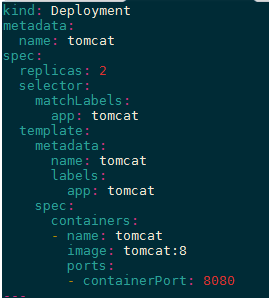 kind: Deployment
metadata:
  name: tomcat
spec:
  replicas: 2
  selector:
    matchLabels:
      app: tomcat
  template:
    metadata:
      name: tomcat
      labels:
        app: tomcat
    spec:
      containers:
      - name: tomcat
        image: tomcat:8
        ports:
        - containerPort: 8080
---